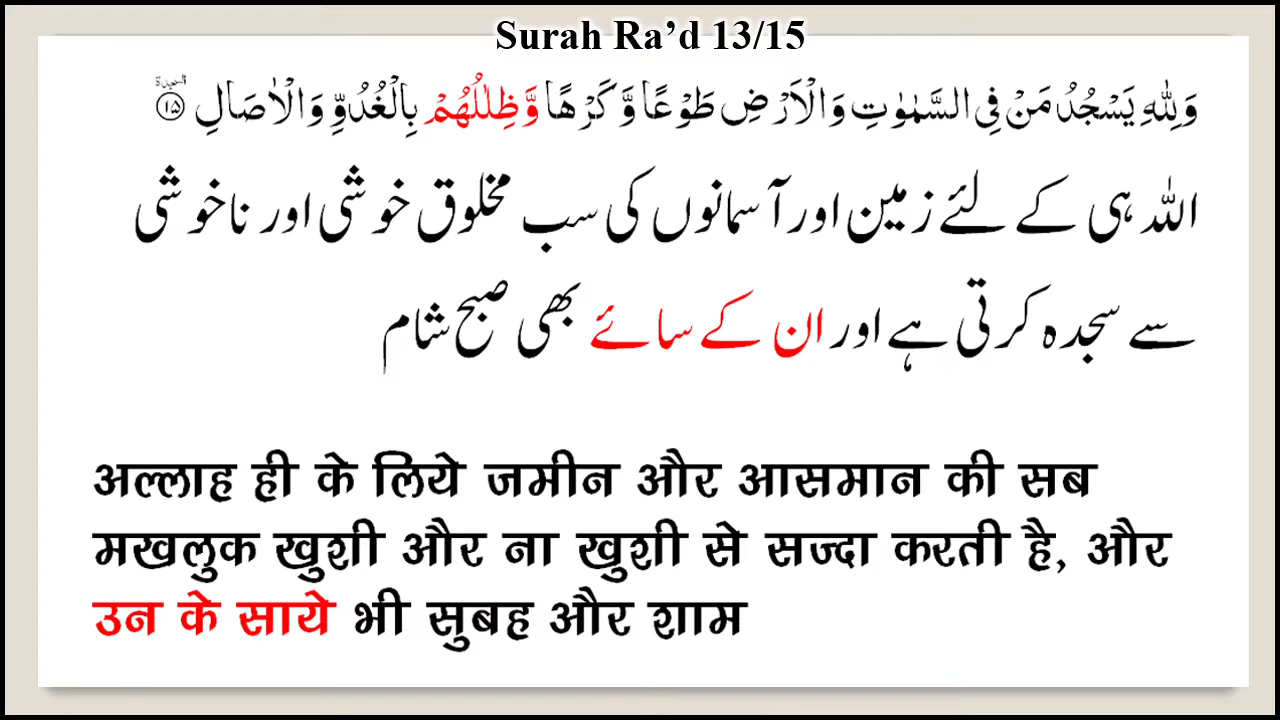 Surah Ra’d 13/15
وَلِلّٰهِ يَسْجُدُ مَنْ فِي السَّمٰوٰتِ وَالْاَرْضِ طَوْعًا وَّ كَرْهًا وَّ ظِلٰلُهُمْ بِالْغُدُوِّ وَالْاٰصَالِ ۩ ﴿۱۵﴾
اللہ ہی کے لئے زمین اور آسمانوں کی سب مخلوق خوشی اور ناخوشی
سے سجدہ کرتی ہے اور ان کے سائے بھی صبح شام
अल्लाह ही के लिये जमीन और आसमान की सब
मखलुक खुशी और ना खुशी से सज्दा करती है, और
उन के साये भी सुबह और शाम